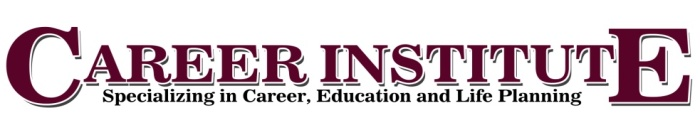 CAREER INSTITUTE
Specializing in Career, Education and Life Planning